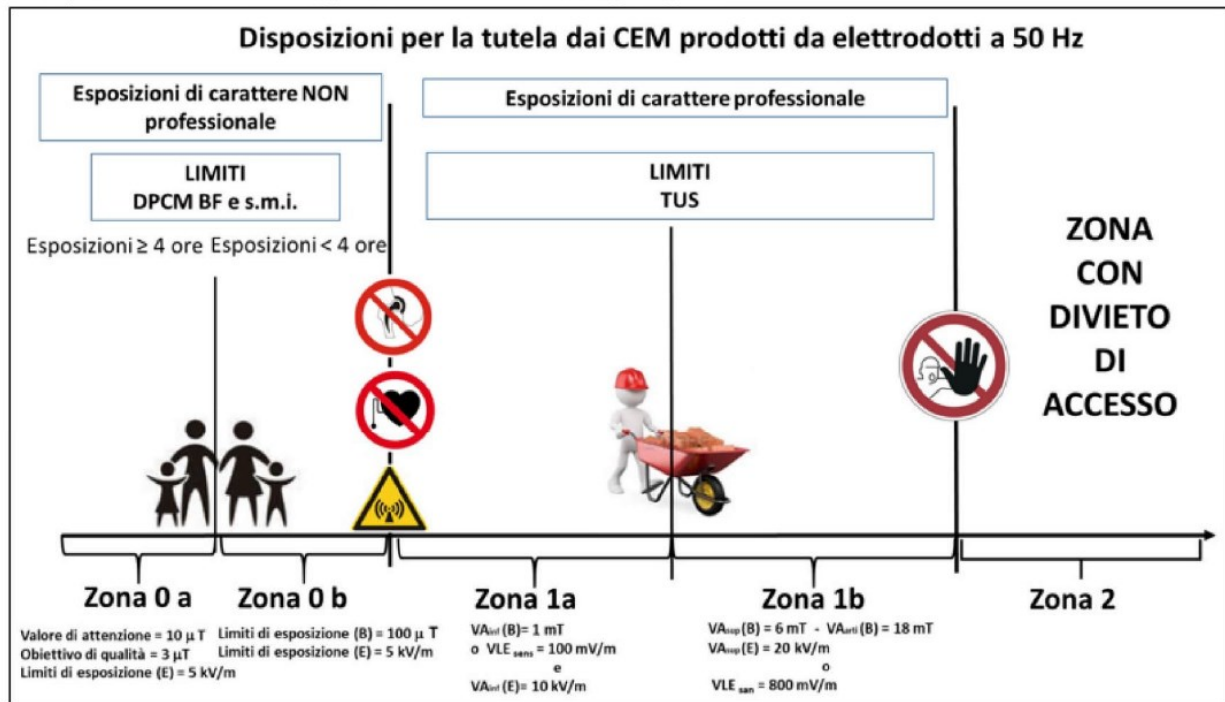 Disposizioni per la tutela dai CEM prodotti da elettrodotti a 50 Hz
Esposizioni di carattere NON
professionale
Esposizioni di carattere professionale
LIMITI
DPCM BF e s.m.i.
LIMITI
TUS
Esposizioni ≥ 4 ore Esposizioni < 4 ore
ZONA
CON
DIVIETO
DI
ACCESSO
Zona 0 a
Zona 0 b
Zona 1a
Zona 1b
Zona 2
Valore di attenzione = 10 μ T
Obiettivo di qualità = 3 μT
Limiti di esposizione (E) = 5 kV/m
Limiti di esposizione (B) = 100 μ T
Limiti di esposizione (E) = 5 kV/m
VAinf (B)= 1 mT
o VLE sens = 100 mV/m
e
VAinf (E)= 10 kV/m
VAsup (B) = 6 mT - VAarti (B) = 18 mT
VAsup (E) = 20 kV/m
o
VLE san = 800 mV/m